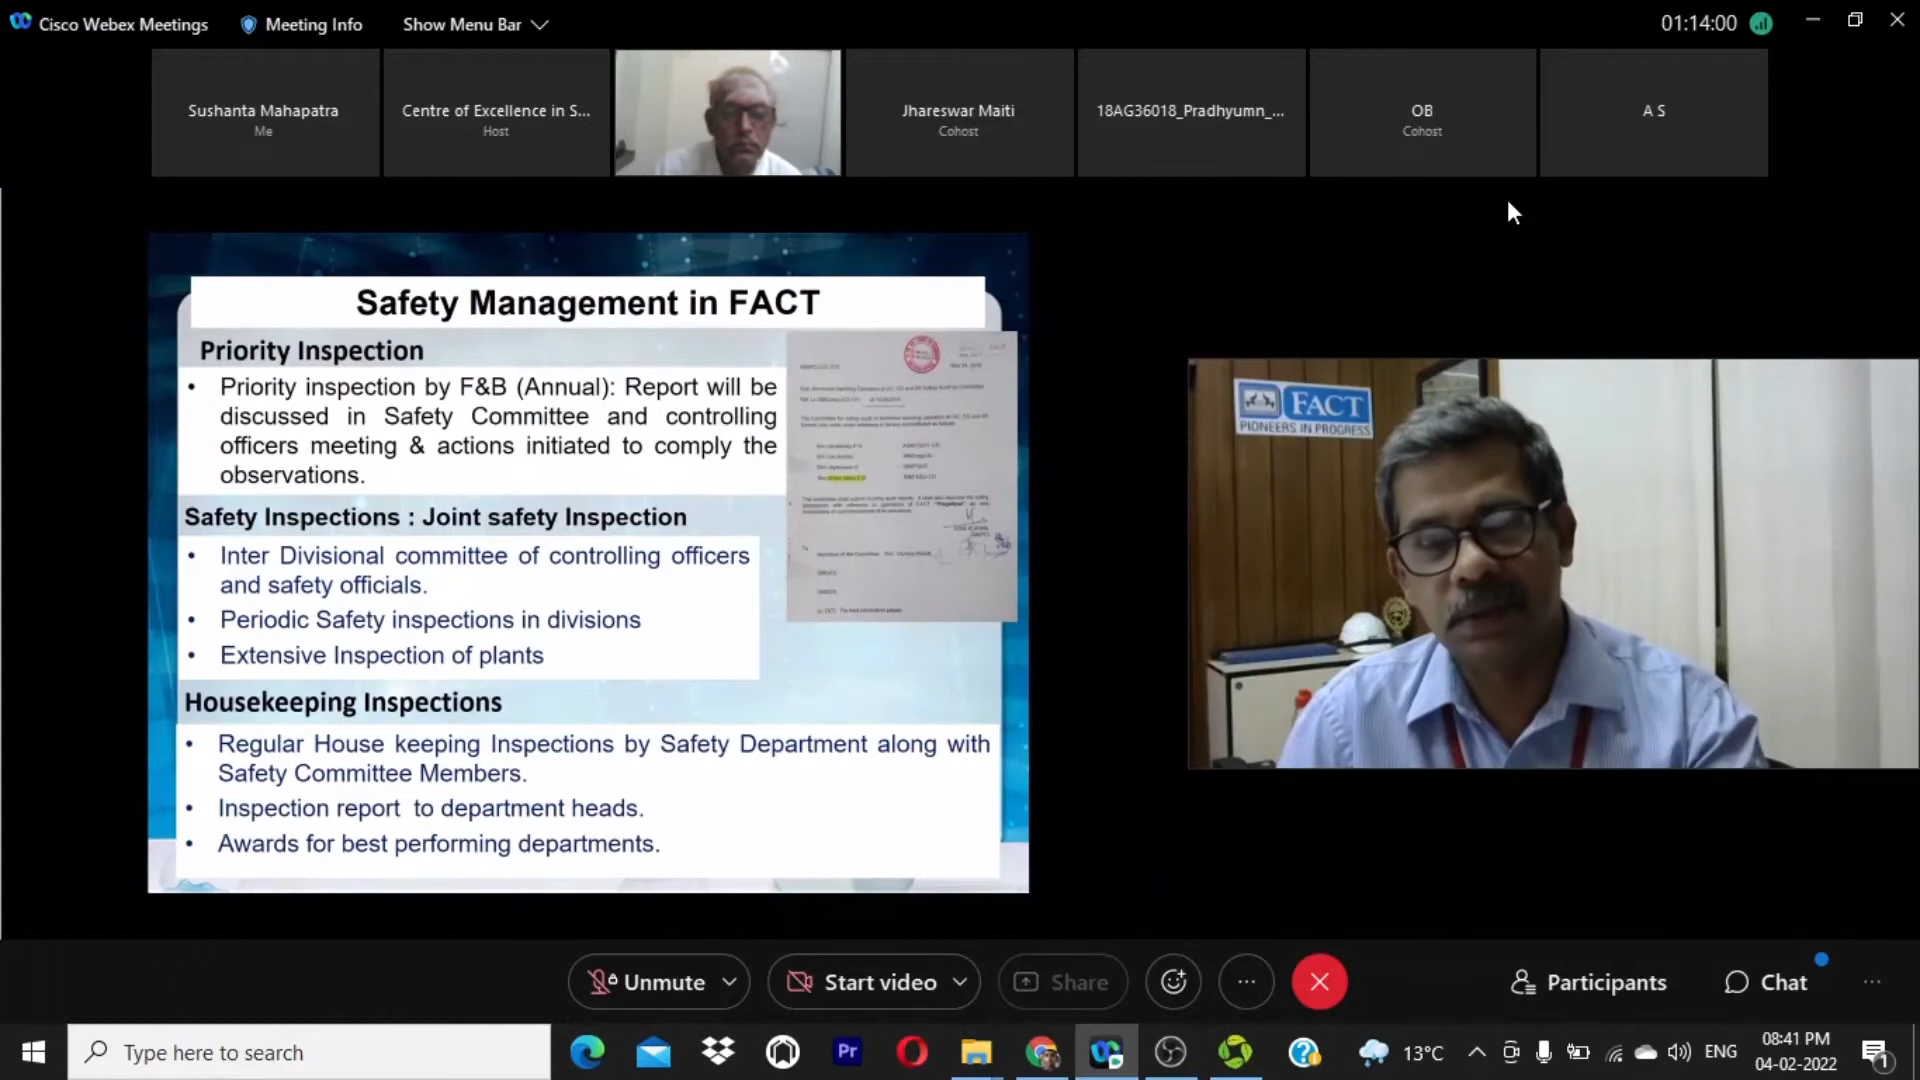 Cisco Webex Meetings
Meeting Info
Show Menu Bar
01:14:00
Sushanta Mahapatra
Me
Centre of Excellence in S...
Host
Jhareswar Maiti
Cohost
18AG36018_Pradhyumn_...
OB
Cohost
A S
Safety Management in FACT
Priority Inspection
• Priority inspection by F&B (Annual): Report will be
discussed in Safety Committee and controlling
officers meeting & actions initiated to comply the
observations.
Safety Inspections : Joint safety Inspection
• Inter Divisional committee of controlling officers
and safety officials.
• Periodic Safety inspections in divisions
• Extensive Inspection of plants
Housekeeping Inspections
• Regular House keeping Inspections by Safety Department along with
Safety Committee Members.
• Inspection report to department heads.
• Awards for best performing departments.
FACT
PIONEERS IN PROGRESS
Unmute
Start video
Share
Participants
Chat
Type here to search
Pr
13°C
ENG
08:41 PM
04-02-2022
1